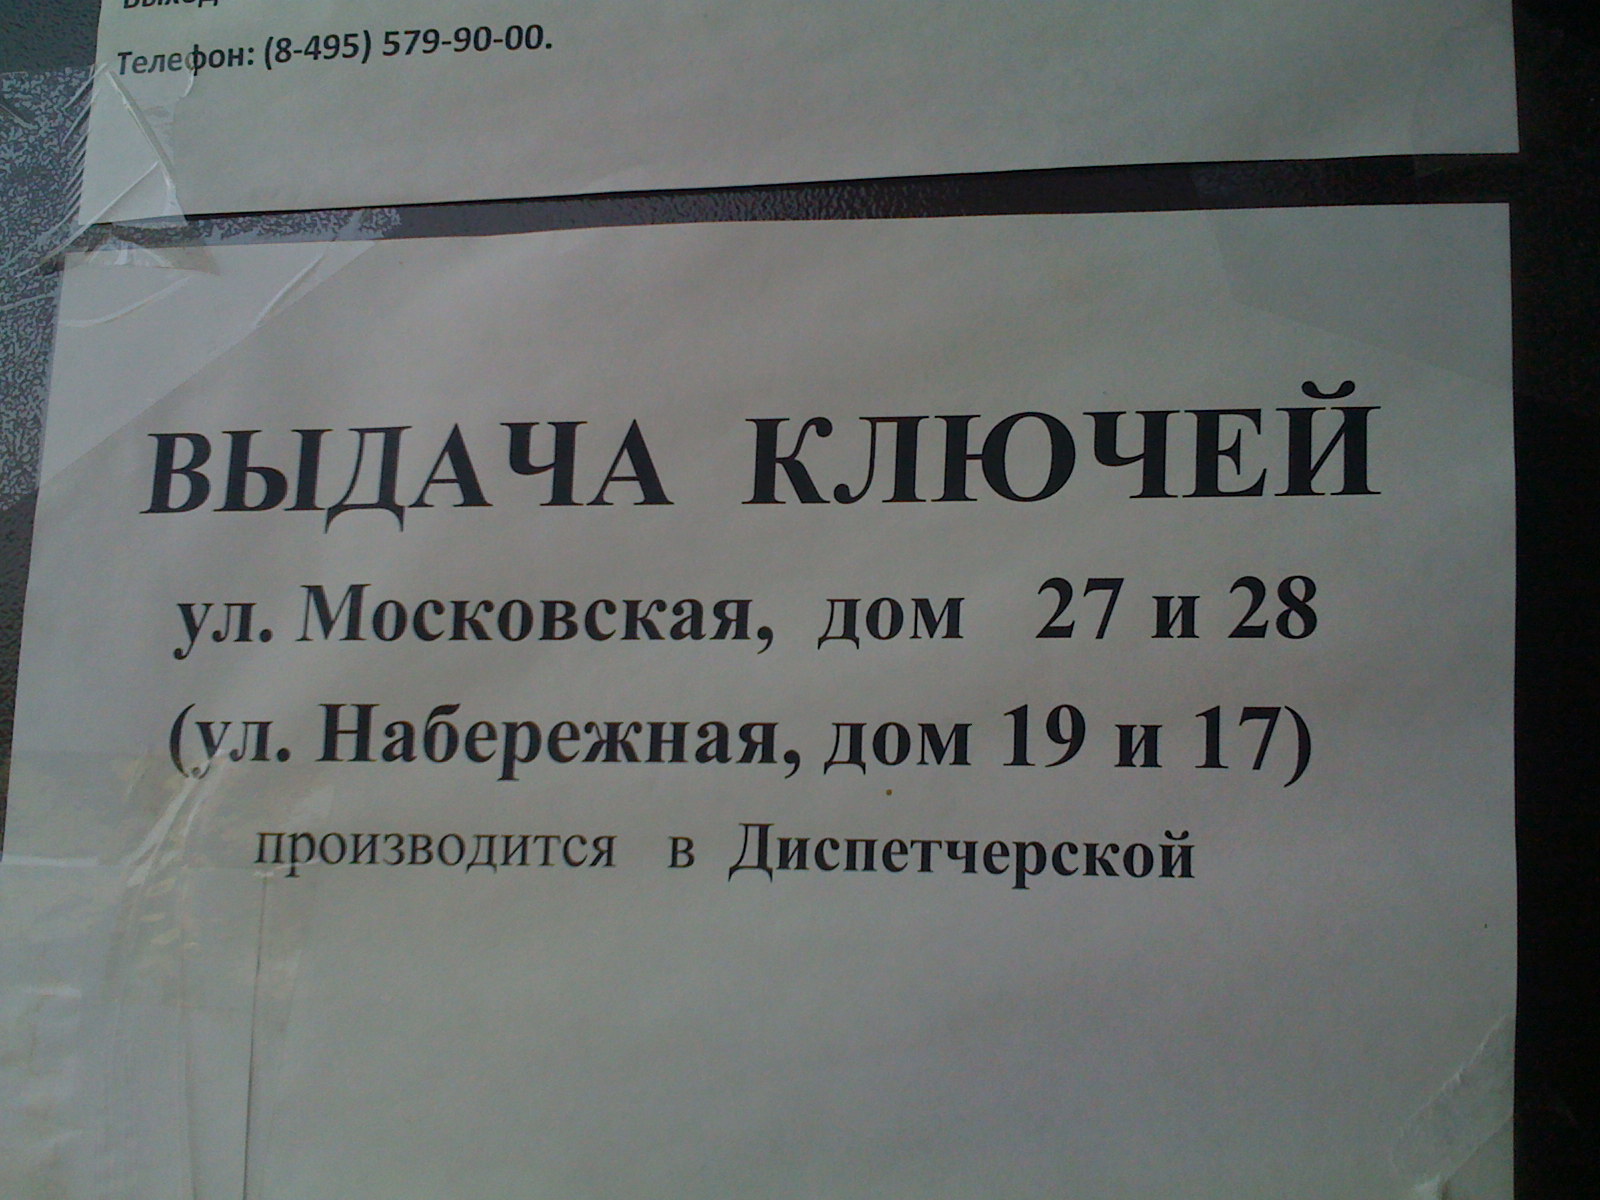 Телефон: (8-495) 579-90-00.
ВЫДАЧА КЛЮЧЕЙ
ул. Московская, дом 27 и 28
(ул. Набережная, дом 19 и 17)
производится в Диспетчерской